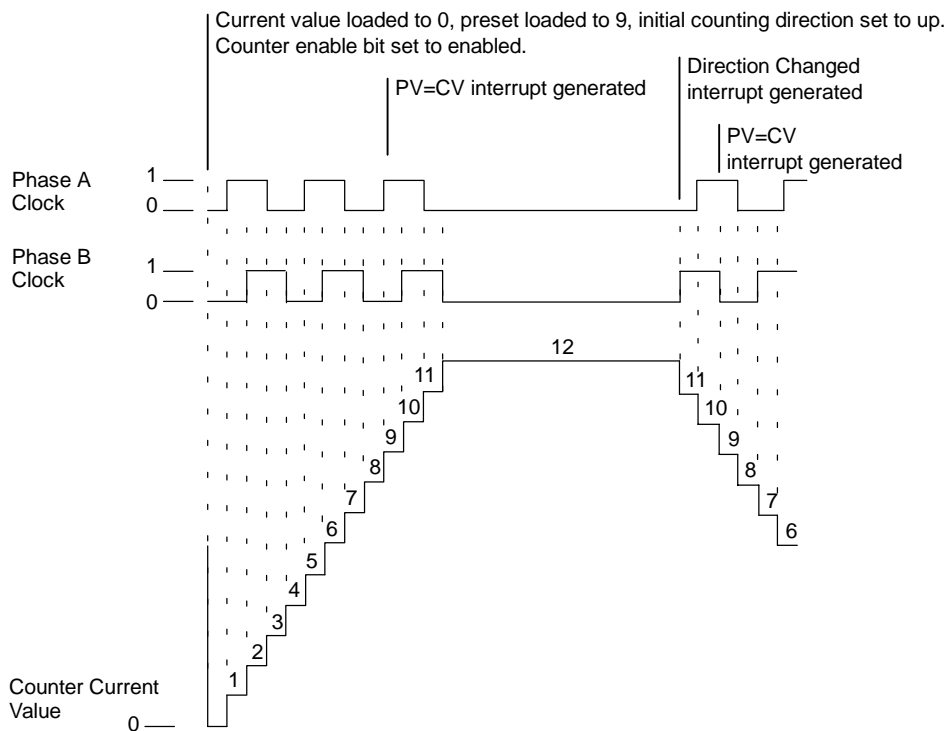 Current value loaded to 0, preset loaded to 9, initial counting direction set to up.
Counter enable bit set to enabled.
PV=CV interrupt generated
Direction Changed
interrupt generated
PV=CV
interrupt generated
Phase A
Clock
1
0
Phase B
Clock
1
0
12
11
11
10
10
9
9
8
8
7
7
6
6
5
4
3
2
1
Counter Current
Value
0